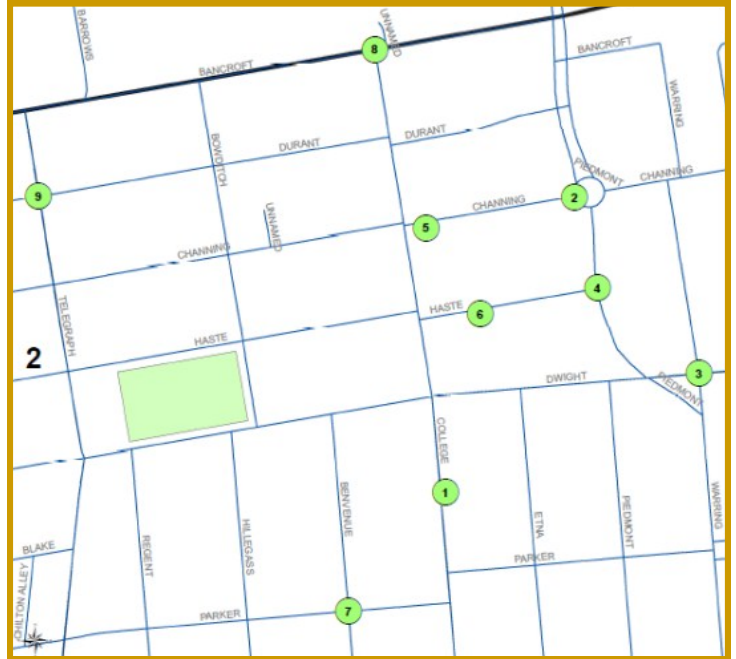 BARROWS
UNNAMED
8
BANCROFT
BANCROFT
WARRING
BOWDITCH
DURANT
DURANT
PIEDMONT
CHANNING
9
2
CHANNING
UNNAMED
5
CHANNING
TELEGRAPH
4
HASTE
6
HASTE
2
DWIGHT
3
PIEDMONT
COLLEGE
1
BENVENUE
ETNA
PIEDMONT
WARRING
REGENT
HILLEGASS
BLAKE
PARKER
CHILTON ALLEY
PARKER
7